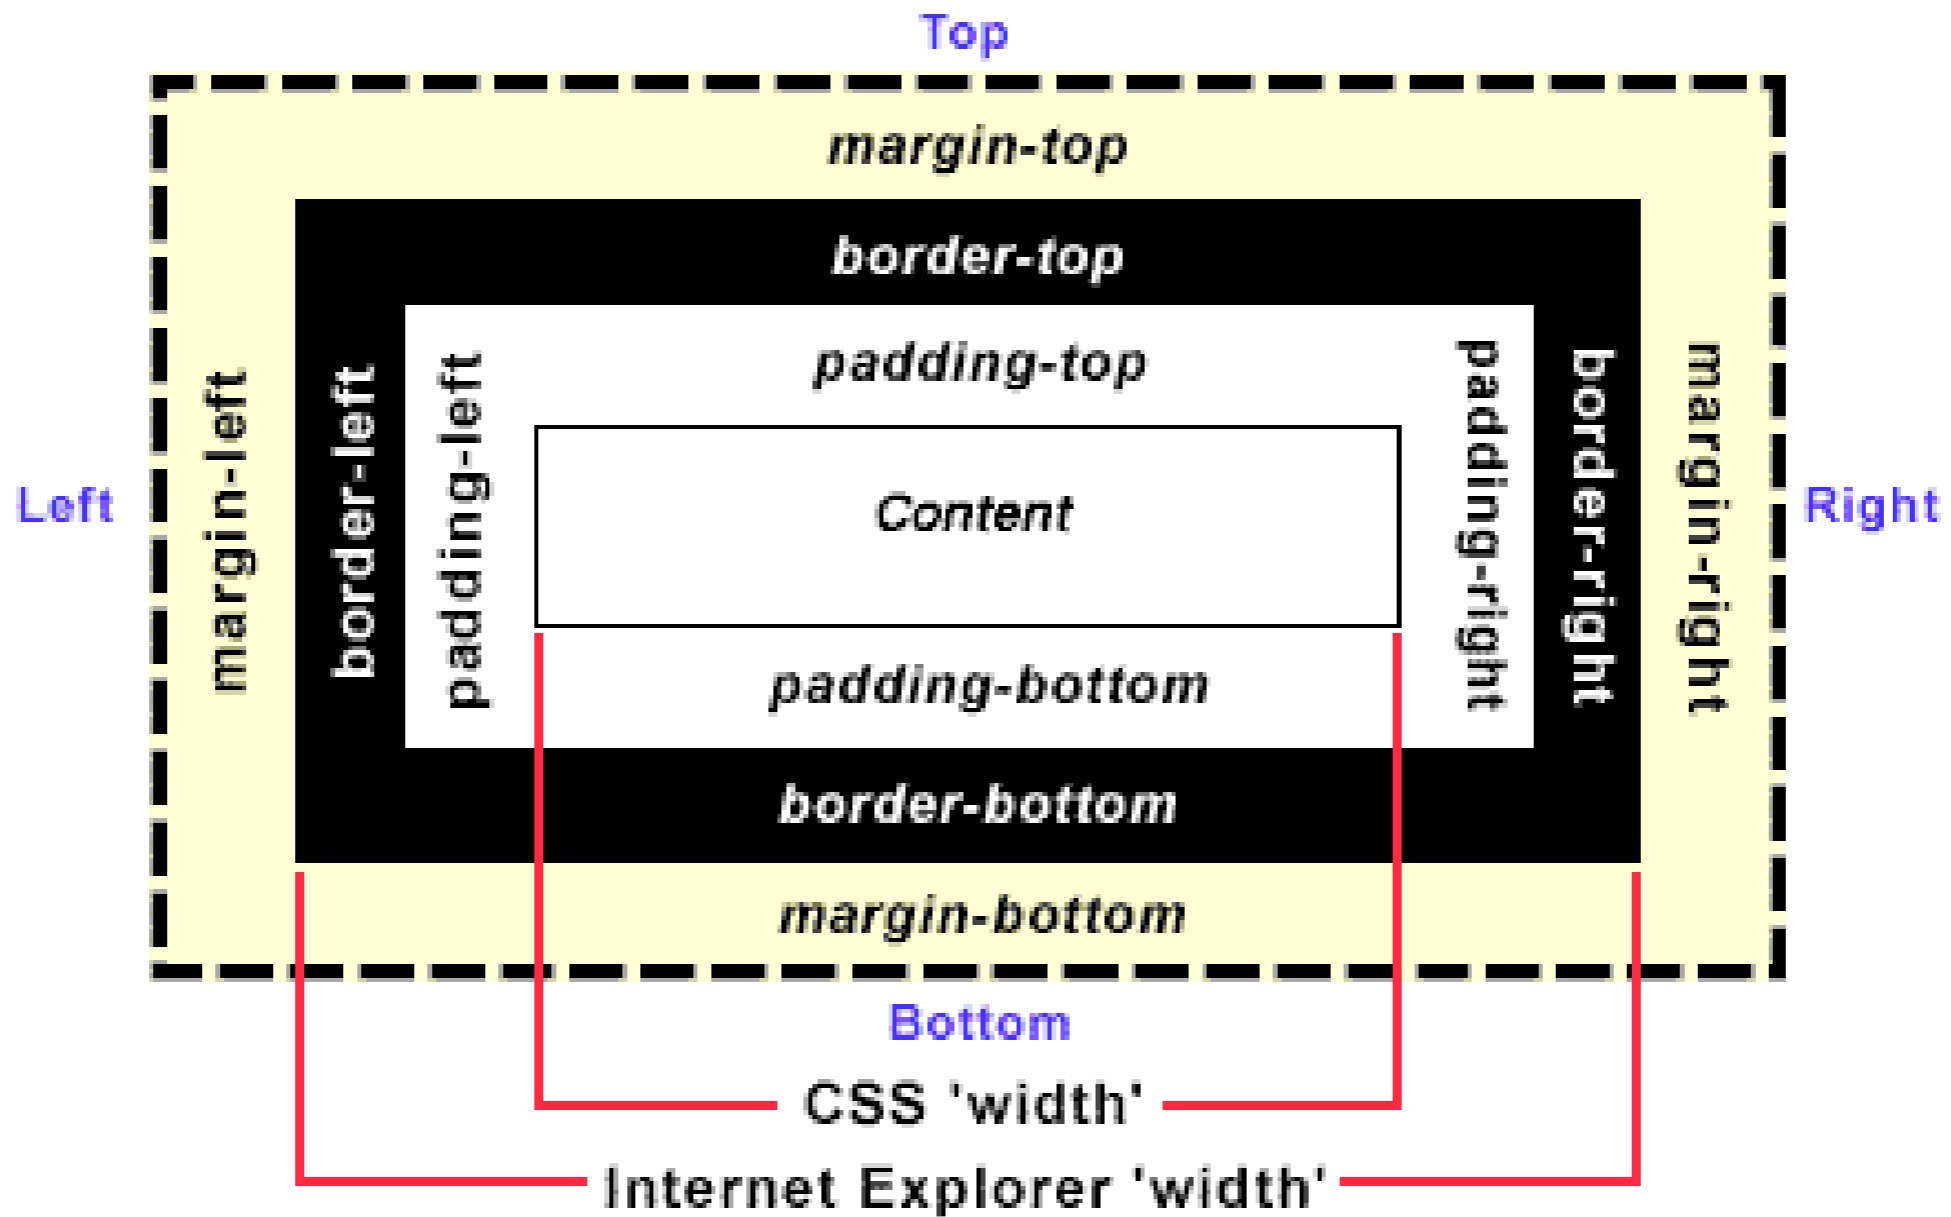 Top
margin-top
border-top
padding-top
Left
margin-left
border-left
padding-left
Content
padding-right
border-right
margin-right
Right
padding-bottom
border-bottom
margin-bottom
Bottom
CSS 'width'
Internet Explorer 'width'